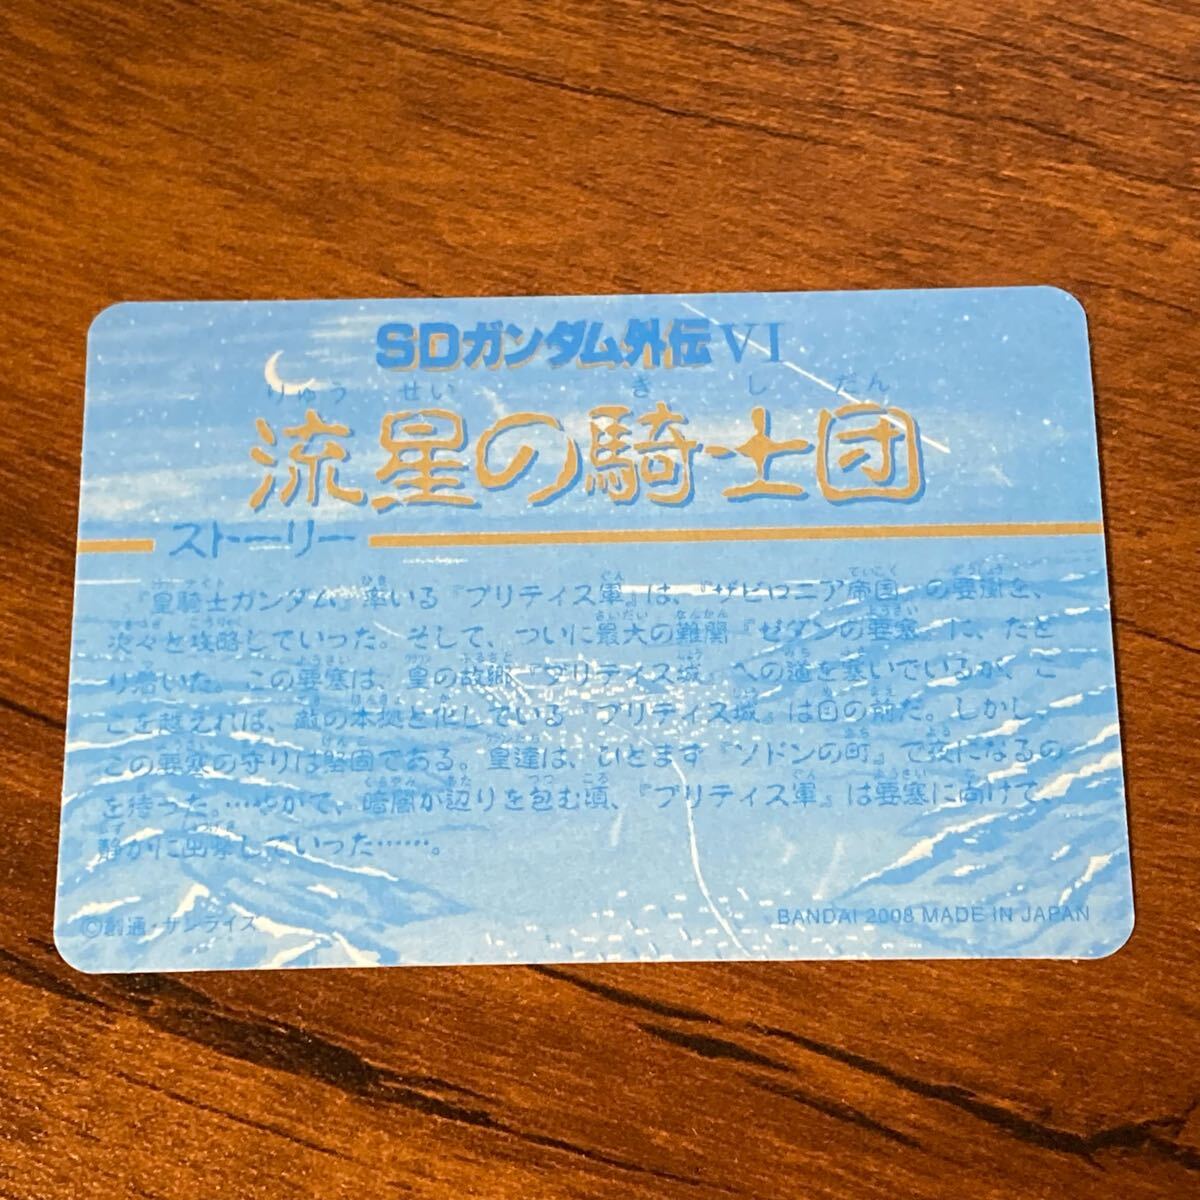 SDガンダム外伝 VI
りゅう せい き し だん
流星の騎士団
ストーリー
『皇騎士ガンダム』率いる『ブリティス軍』は、『ザビロニア帝国』の要衝を、
次々と攻略していった。そして、ついに最大の難関『ゼダンの要塞』に、たど
り着いた。この要塞は、皇の故郷『ブリティス城』への道を塞いでいるが、こ
こを越えれば、敵の本拠と化している『ブリティス城』は目の前だ。しかし、
この要塞の守りは堅固である。皇達は、ひとまず『ソドンの町』で夜になるの
を待った。……やがて、暗闇が辺りを包む頃、『ブリティス軍』は要塞に向けて、
静かに出撃していった……。
©創通・サンライズ
BANDAI 2008 MADE IN JAPAN